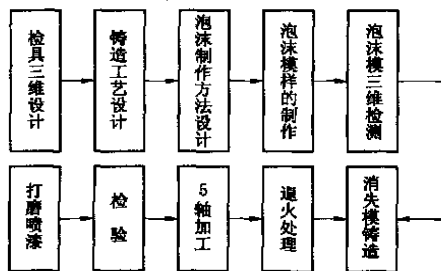 检具三维设计
铸造工艺设计
泡沫制作方法设计
泡沫模样的制作
泡沫模三维检测
打磨喷漆
检验
5轴加工
退火处理
消失模铸造